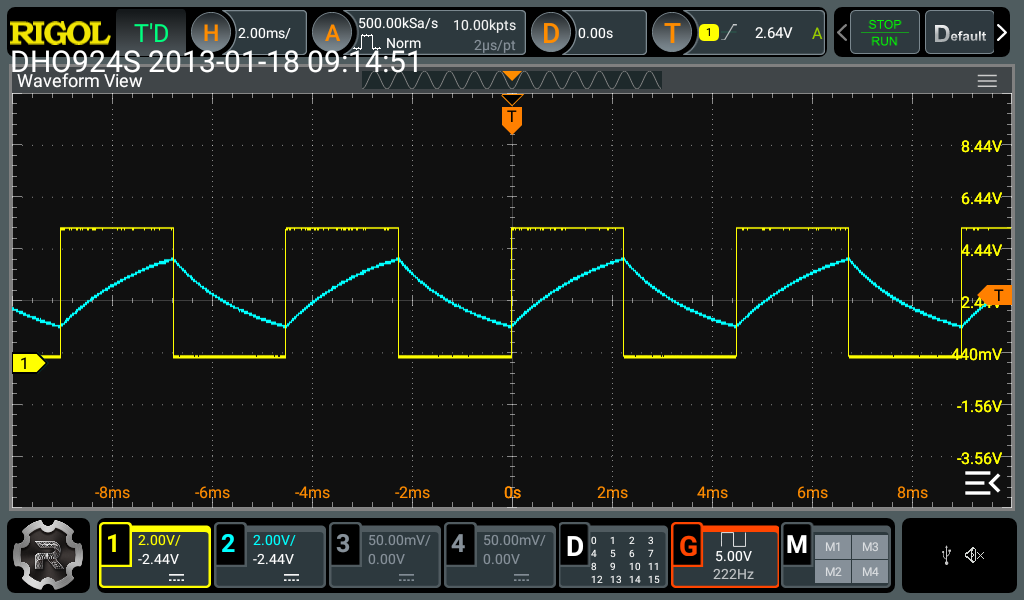 RIGOL T'D H 2.00ms/ A 500.00kSa/s 10.00kpts D 0.00s T 1 2.64V A STOP Default
Norm 2µs/pt RUN
DHO924S 2013-01-18 09:14:51
Waveform View
T
8.44V
6.44V
4.44V
T
440mV
1
-1.56V
-3.56V
-8ms -6ms -4ms -2ms 0s 2ms 4ms 6ms 8ms
1 2.00V/ -2.44V
2 2.00V/ -2.44V
3 50.00mV/ 0.00V
4 50.00mV/ 0.00V
D 0 1 2 3
4 5 6 7
8 9 10 11
12 13 14 15
G 5.00V 222Hz
M M1 M3
M2 M4
R